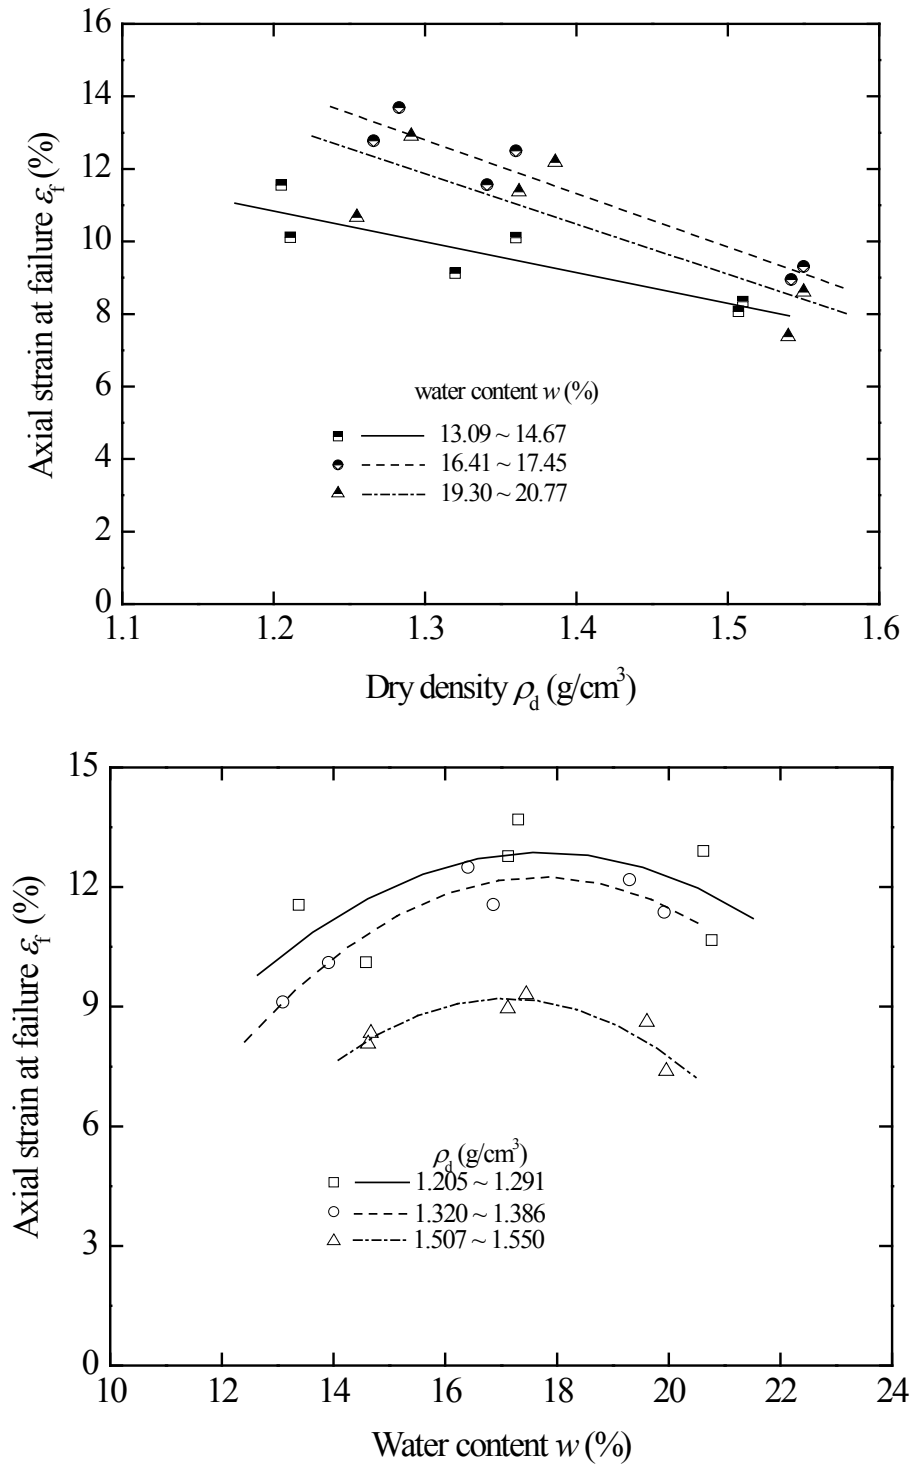 16
14
12
10
8
6
4
2
0
Axial strain at failure εf (%)
water content w (%)
13.09 ~ 14.67
16.41 ~ 17.45
19.30 ~ 20.77
1.1 1.2 1.3 1.4 1.5 1.6
Dry density ρd (g/cm³)
15
12
9
6
3
0
Axial strain at failure εf (%)
ρd (g/cm³)
1.205 ~ 1.291
1.320 ~ 1.386
1.507 ~ 1.550
10 12 14 16 18 20 22 24
Water content w (%)